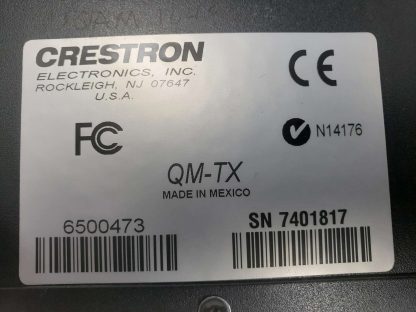 CRESTRON
ELECTRONICS, INC.
ROCKLEIGH, NJ 07647
U.S.A.
CE
FC
N14176
QM-TX
MADE IN MEXICO
6500473
SN 7401817